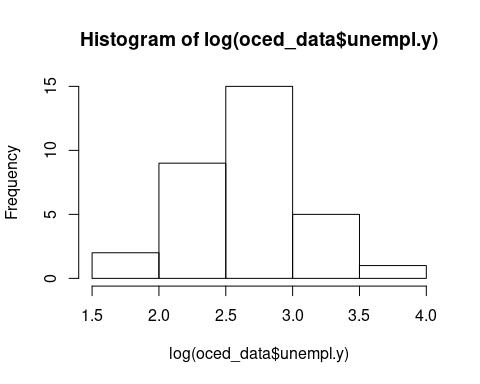 Histogram of log(oced_data$unempl.y)
Frequency
15
10
5
0
1.5 2.0 2.5 3.0 3.5 4.0
log(oced_data$unempl.y)